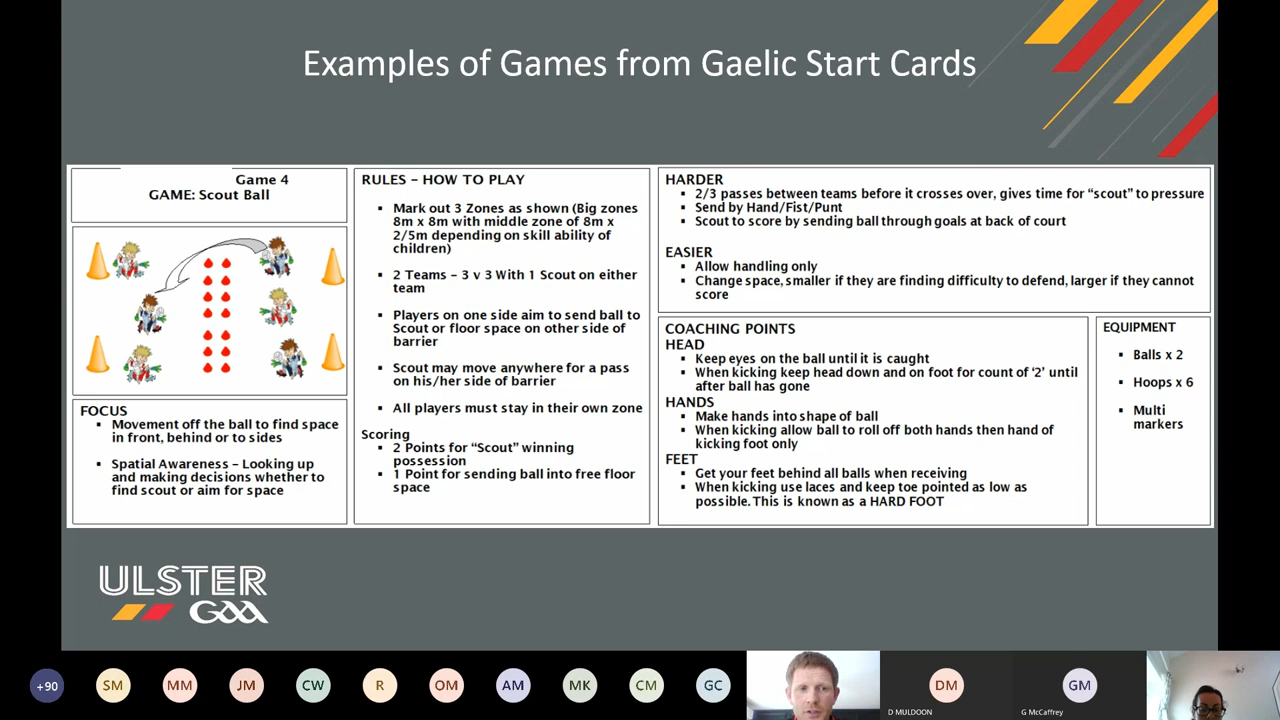 Examples of Games from Gaelic Start Cards
Game 4
GAME: Scout Ball
FOCUS
▪ Movement off the ball to find space
in front, behind or to sides
▪ Spatial Awareness – Looking up
and making decisions whether to
find scout or aim for space
RULES – HOW TO PLAY
▪ Mark out 3 Zones as shown (Big zones
8m x 8m with middle zone of 8m x
2/5m depending on skill ability of
children)
▪ 2 Teams – 3 v 3 With 1 Scout on either
team
▪ Players on one side aim to send ball to
Scout or floor space on other side of
barrier
▪ Scout may move anywhere for a pass
on his/her side of barrier
▪ All players must stay in their own zone
Scoring
▪ 2 Points for “Scout” winning
possession
▪ 1 Point for sending ball into free floor
space
HARDER
▪ 2/3 passes between teams before it crosses over, gives time for “scout” to pressure
▪ Send by Hand/Fist/Punt
▪ Scout to score by sending ball through goals at back of court
EASIER
▪ Allow handling only
▪ Change space, smaller if they are finding difficulty to defend, larger if they cannot
score
COACHING POINTS
HEAD
▪ Keep eyes on the ball until it is caught
▪ When kicking keep head down and on foot for count of ‘2’ until
after ball has gone
HANDS
▪ Make hands into shape of ball
▪ When kicking allow ball to roll off both hands then hand of
kicking foot only
FEET
▪ Get your feet behind all balls when receiving
▪ When kicking use laces and keep toe pointed as low as
possible. This is known as a HARD FOOT
EQUIPMENT
▪ Balls x 2
▪ Hoops x 6
▪ Multi
markers
ULSTER
GAA
+90 SM MM JM CW R OM AM MK CM GC DM GM
D MULDOON G McCaffrey